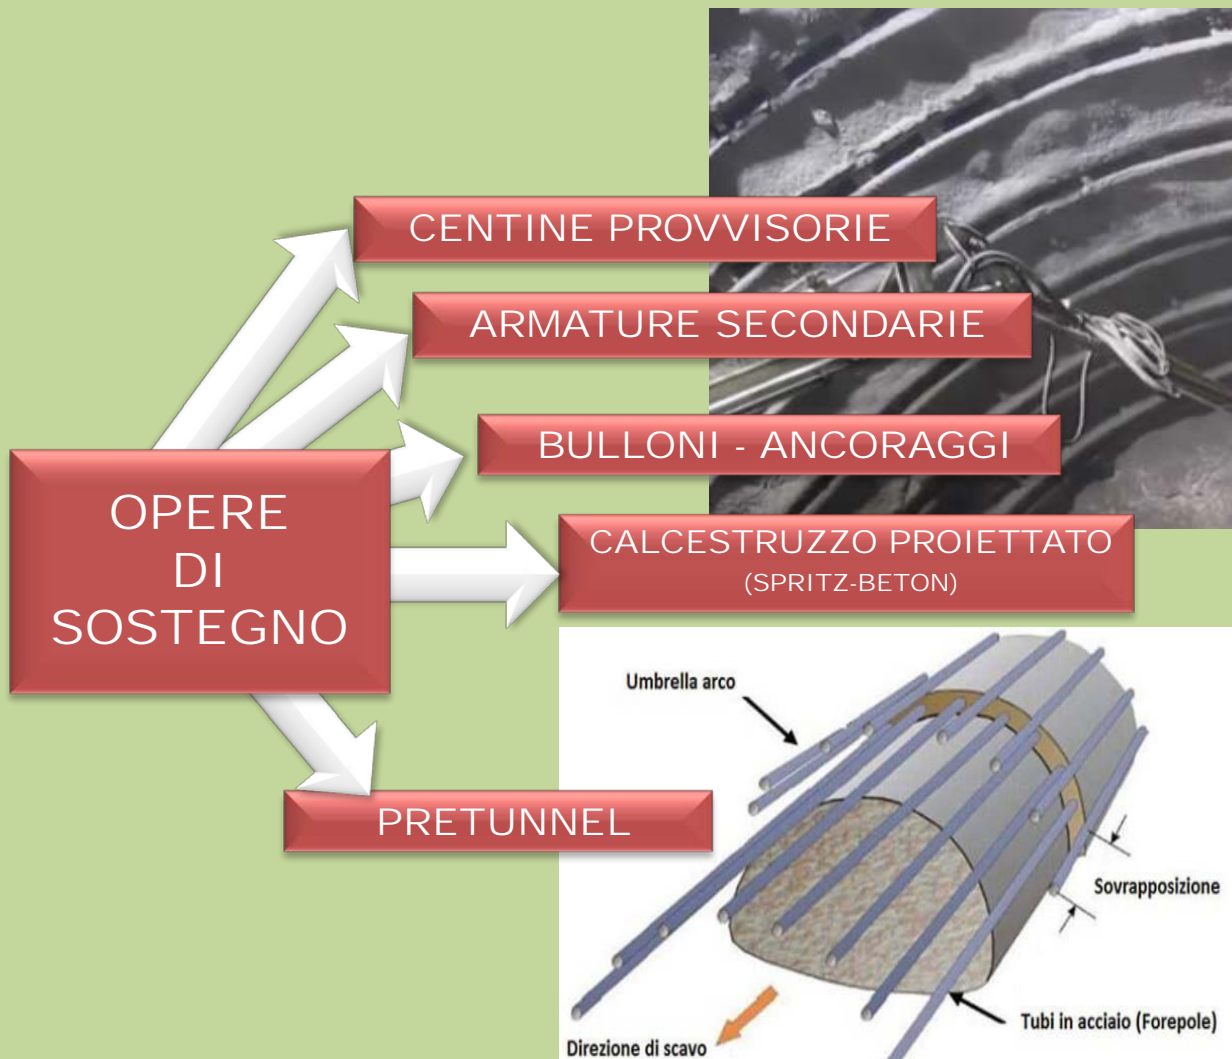 CENTINE PROVVISORIE
ARMATURE SECONDARIE
BULLONI - ANCORAGGI
OPERE
DI
SOSTEGNO
CALCESTRUZZO PROIETTATO
(SPRITZ-BETON)
PRETUNNEL
Umbrella arco
Sovrapposizione
Tubi in acciaio (Forepole)
Direzione di scavo